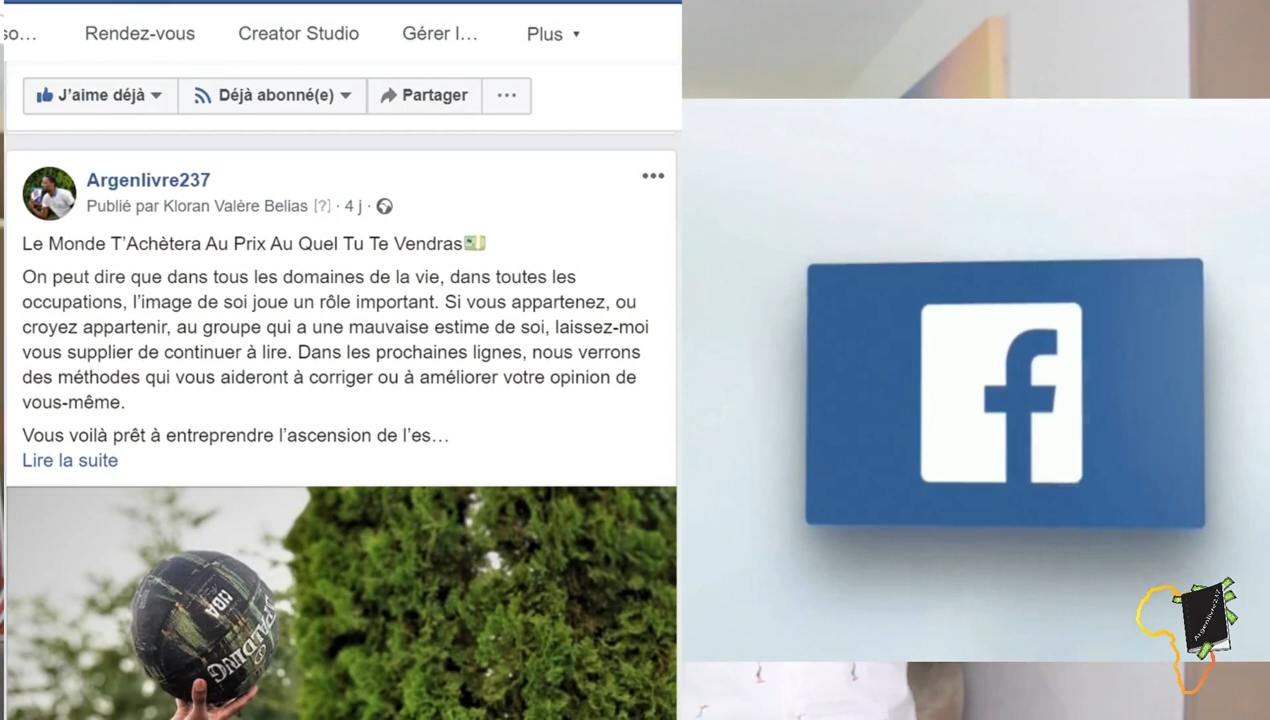 so…
Rendez-vous
Creator Studio
Gérer l…
Plus
J’aime déjà
Déjà abonné(e)
Partager
Argenlivre237
Publié par Kloran Valère Belias [?] · 4 j ·
Le Monde T’Achètera Au Prix Au Quel Tu Te Vendras
On peut dire que dans tous les domaines de la vie, dans toutes les
occupations, l’image de soi joue un rôle important. Si vous appartenez, ou
croyez appartenir, au groupe qui a une mauvaise estime de soi, laissez-moi
vous supplier de continuer à lire. Dans les prochaines lignes, nous verrons
des méthodes qui vous aideront à corriger ou à améliorer votre opinion de
vous-même.
Vous voilà prêt à entreprendre l’ascension de l’es…
Lire la suite
NBA
SPALDING
f
Argenlivre237